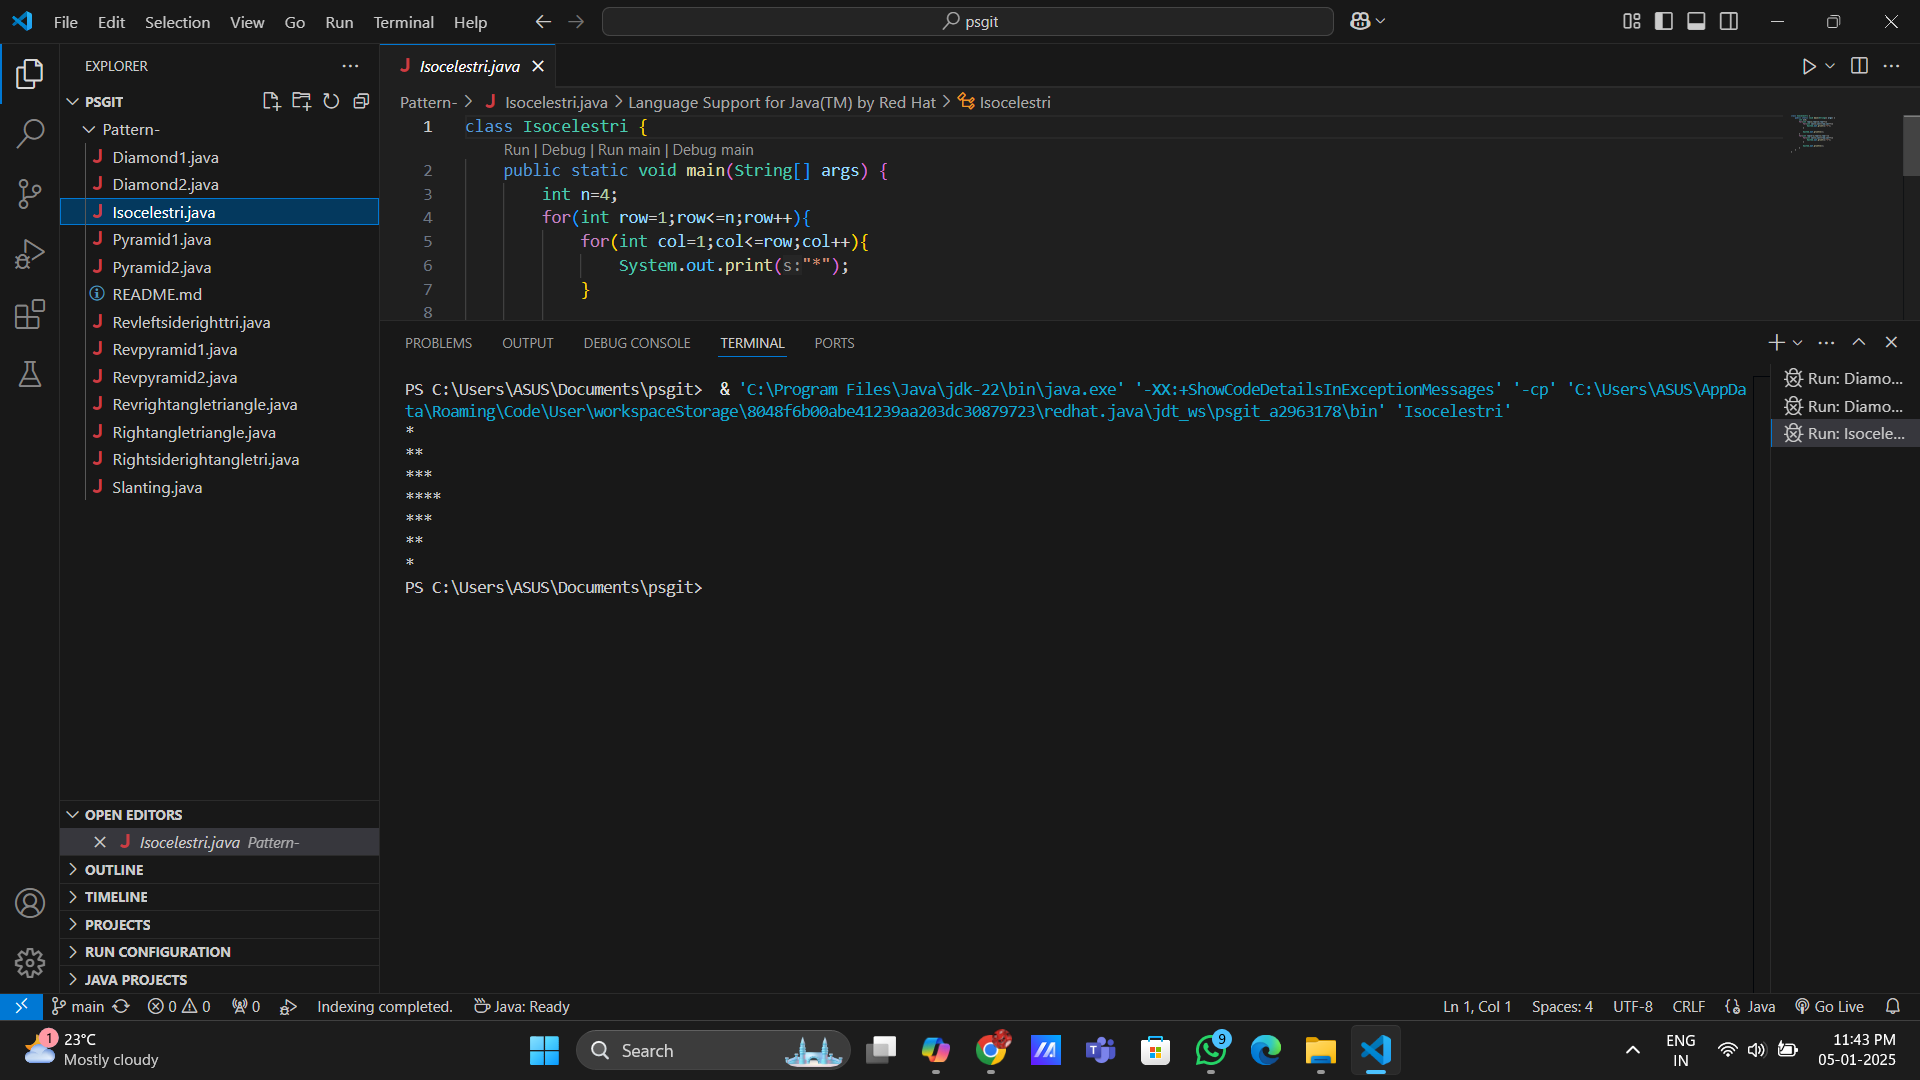 File Edit Selection View Go Run Terminal Help
psgit
EXPLORER
PSGIT
Pattern-
Diamond1.java
Diamond2.java
Isocelestri.java
Pyramid1.java
Pyramid2.java
README.md
Revleftsiderighttri.java
Revpyramid1.java
Revpyramid2.java
Revrightangletriangle.java
Rightangletriangle.java
Rightsiderightangletri.java
Slanting.java
OPEN EDITORS
Isocelestri.java Pattern-
OUTLINE
TIMELINE
PROJECTS
RUN CONFIGURATION
JAVA PROJECTS
Isocelestri.java
Pattern- > Isocelestri.java > Language Support for Java(TM) by Red Hat > Isocelestri
1 class Isocelestri {
Run | Debug | Run main | Debug main
2 public static void main(String[] args) {
3 int n=4;
4 for(int row=1;row<=n;row++){
5 for(int col=1;col<=row;col++){
6 System.out.print(s:"*");
7 }
8
PROBLEMS OUTPUT DEBUG CONSOLE TERMINAL PORTS
PS C:\Users\ASUS\Documents\psgit> & 'C:\Program Files\Java\jdk-22\bin\java.exe' '-XX:+ShowCodeDetailsInExceptionMessages' '-cp' 'C:\Users\ASUS\AppDa
ta\Roaming\Code\User\workspaceStorage\8048f6b00abe41239aa203dc30879723\redhat.java\jdt_ws\psgit_a2963178\bin' 'Isocelestri'
*
**
***
****
***
**
*
PS C:\Users\ASUS\Documents\psgit>
Run: Diamo...
Run: Diamo...
Run: Isocele...
main 0 0 0 Indexing completed. Java: Ready
Ln 1, Col 1 Spaces: 4 UTF-8 CRLF Java Go Live
1
23°C
Mostly cloudy
Search
9
ENG
IN
11:43 PM
05-01-2025